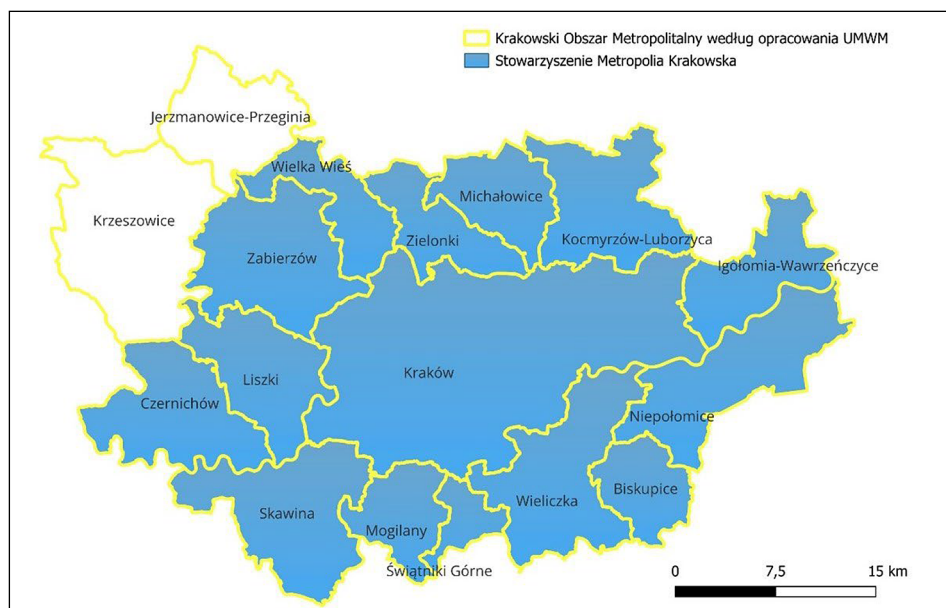 Krakowski Obszar Metropolitalny według opracowania UMWM
Stowarzyszenie Metropolia Krakowska
Jerzmanowice-Przeginia
Wielka Wieś
Michałowice
Krzeszowice
Zielonki
Kocmyrzów-Luborzyca
Zabierzów
Igołomia-Wawrzeńczyce
Kraków
Liszki
Czernichów
Niepołomice
Biskupice
Wieliczka
Skawina
Mogilany
Świątniki Górne
0 7,5 15 km